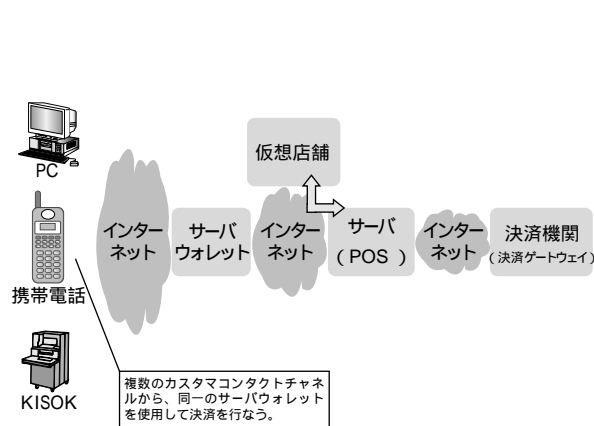 PC
仮想店舗
インター
ネット
サーバ
ウォレット
インター
ネット
サーバ
(POS)
インター
ネット
決済機関
(決済ゲートウェイ)
携帯電話
KISOK
複数のカスタマコンタクトチャネ
ルから、同一のサーバウォレット
を使用して決済を行なう。